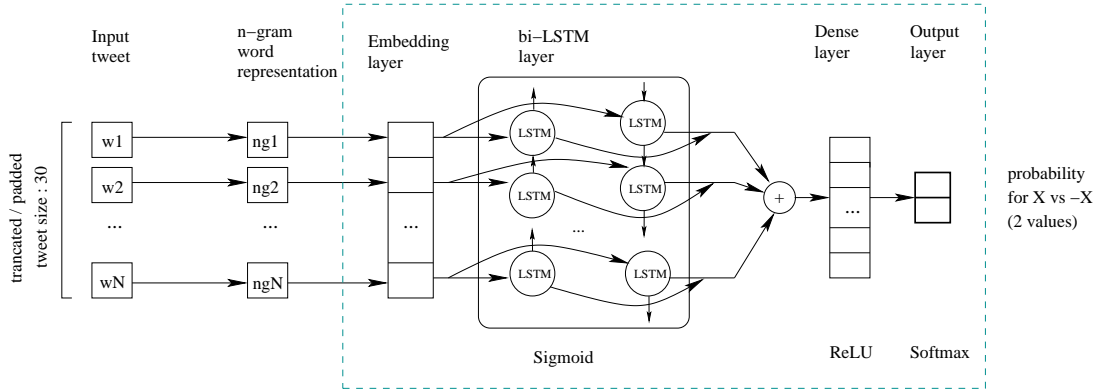 Input
tweet
n−gram
word
representation
Embedding
layer
bi−LSTM
layer
Dense
layer
Output
layer
trancated / padded
tweet size : 30
w1
ng1
LSTM
LSTM
w2
ng2
LSTM
LSTM
...
...
...
...
...
+
wN
ngN
LSTM
LSTM
probability
for X vs −X
(2 values)
Sigmoid
ReLU
Softmax